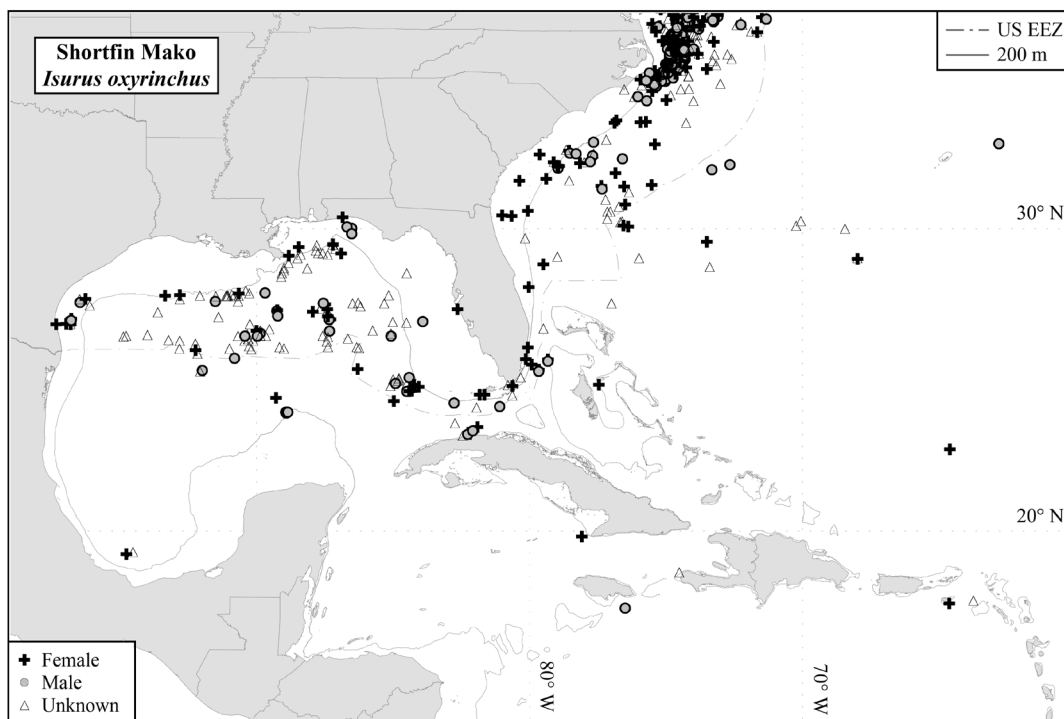 Shortfin Mako
Isurus oxyrinchus
US EEZ
200 m
30° N
20° N
80° W
70° W
Female
Male
Unknown